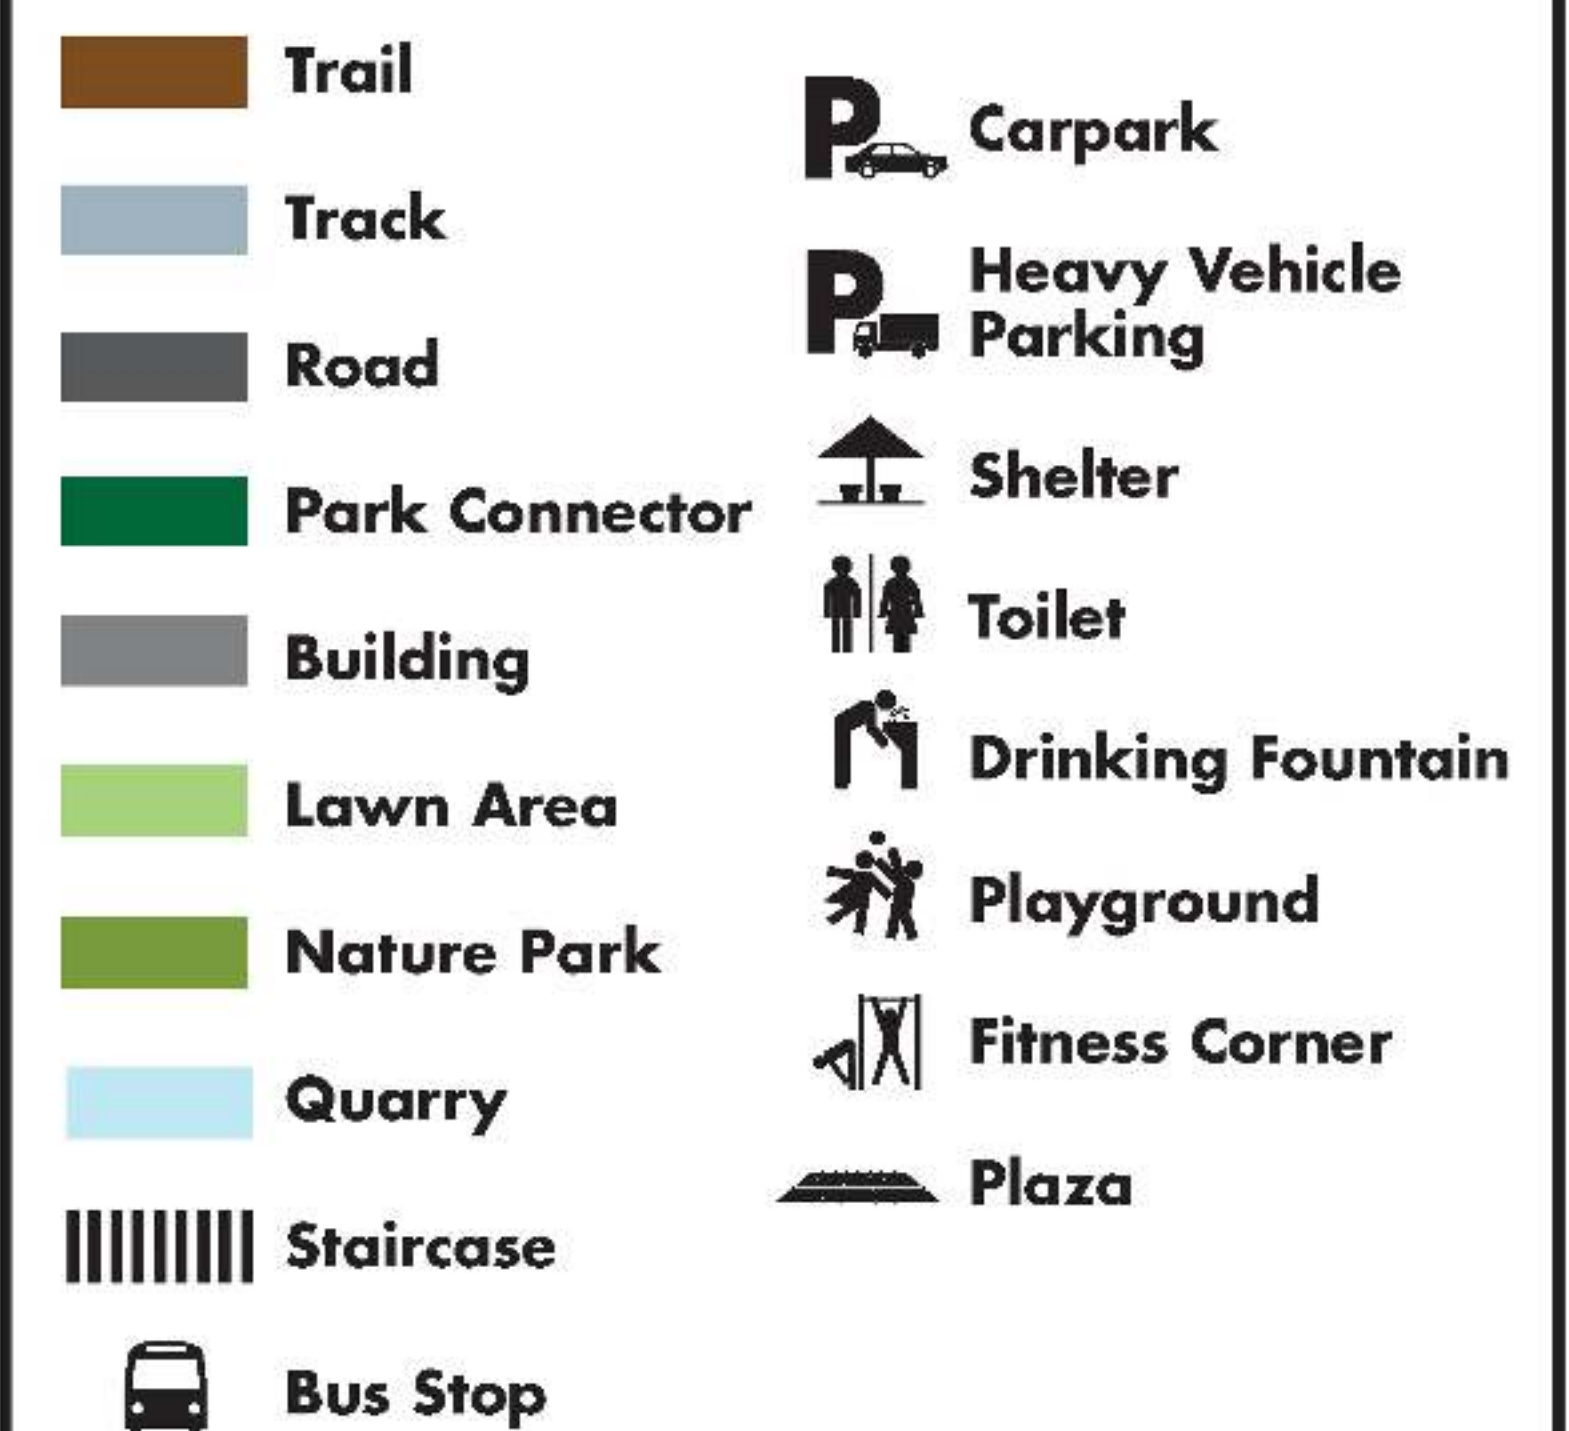 Trail
Track
Road
Park Connector
Building
Lawn Area
Nature Park
Quarry
Staircase
Bus Stop
P Carpark
P Heavy Vehicle
Parking
Shelter
Toilet
Drinking Fountain
Playground
Fitness Corner
Plaza